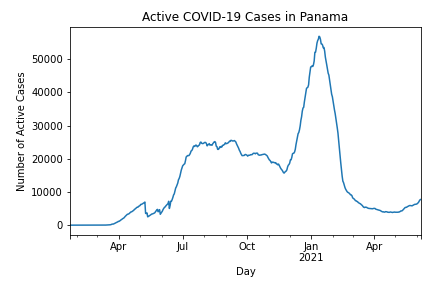 Active COVID-19 Cases in Panama
Number of Active Cases
50000
40000
30000
20000
10000
0
Apr
Jul
Oct
Jan
2021
Apr
Day